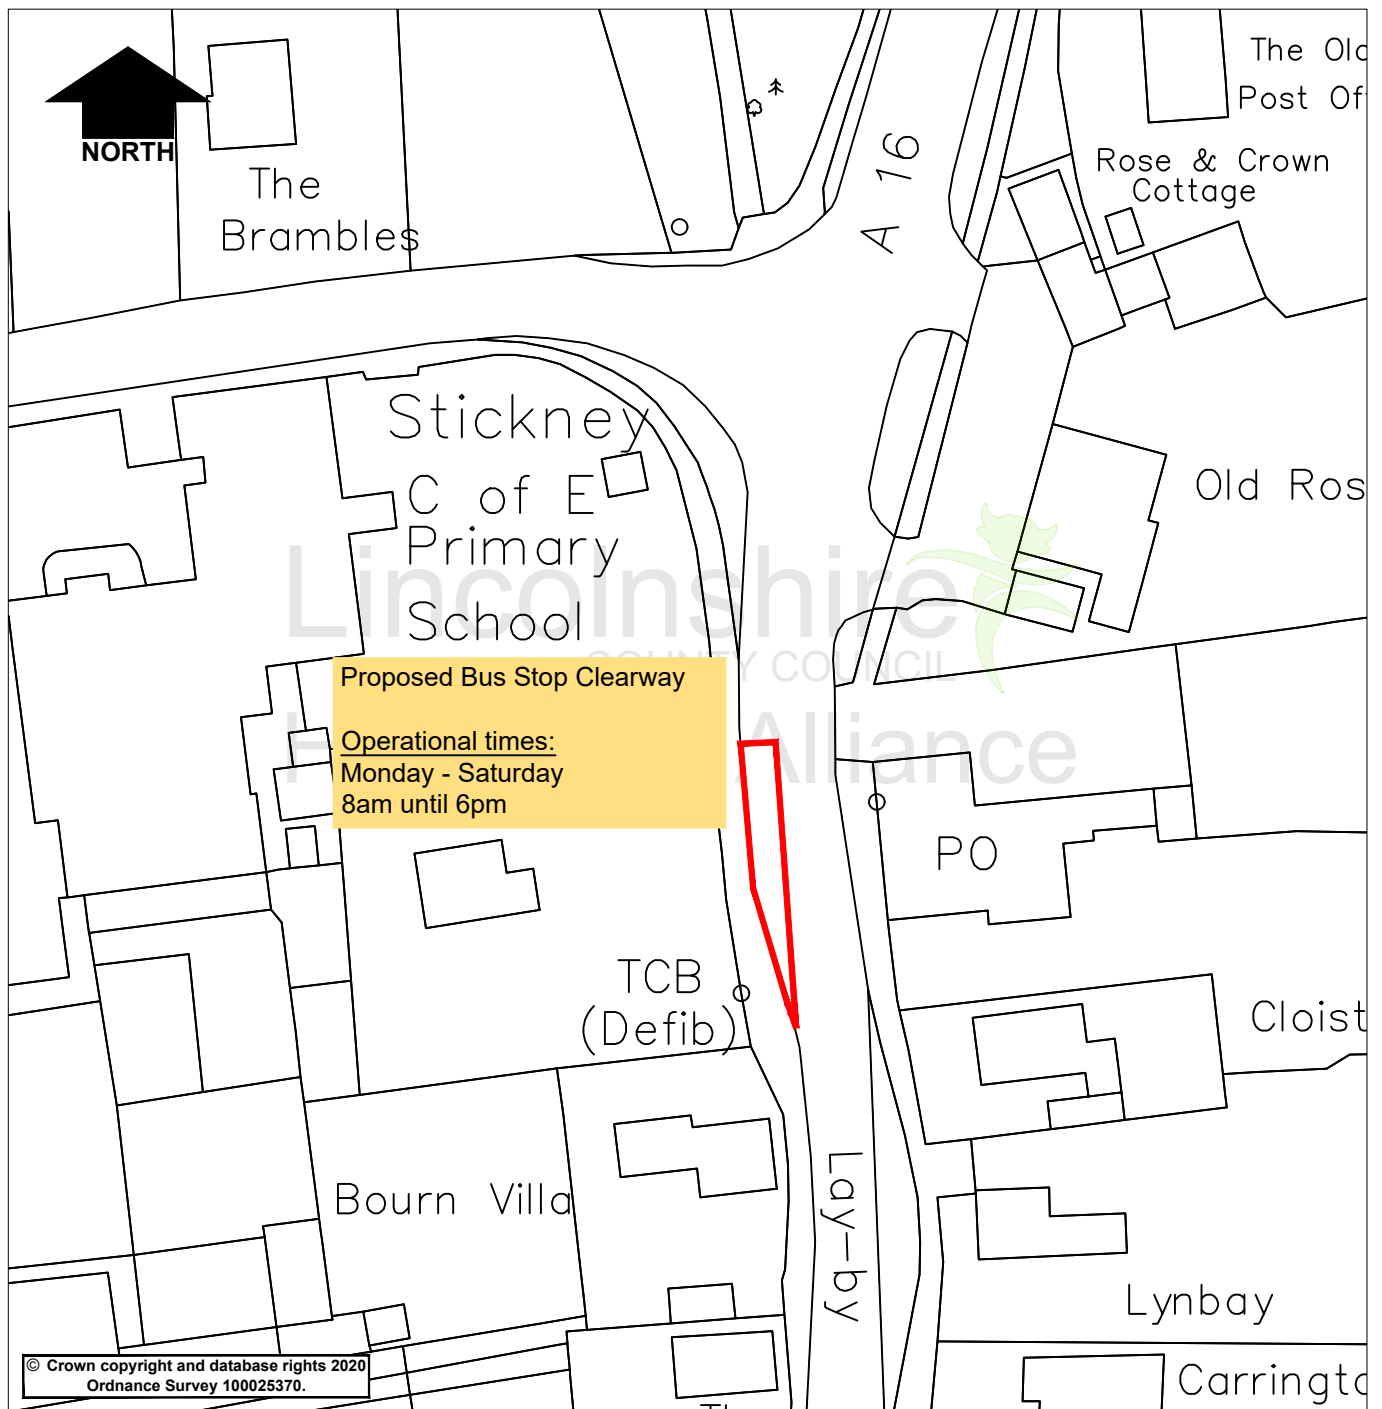 The Old
Post Of
NORTH
A 16
Rose & Crown
Cottage
The
Brambles
Stickney
C of E
Primary
School
Old Ros
Lincolnshire
COUNTY COUNCIL
Alliance
Proposed Bus Stop Clearway
Operational times:
Monday - Saturday
8am until 6pm
PO
TCB
(Defib)
Cloist
Bourn Villa
Lay-by
Lynbay
© Crown copyright and database rights 2020
Ordnance Survey 100025370.
Carringto